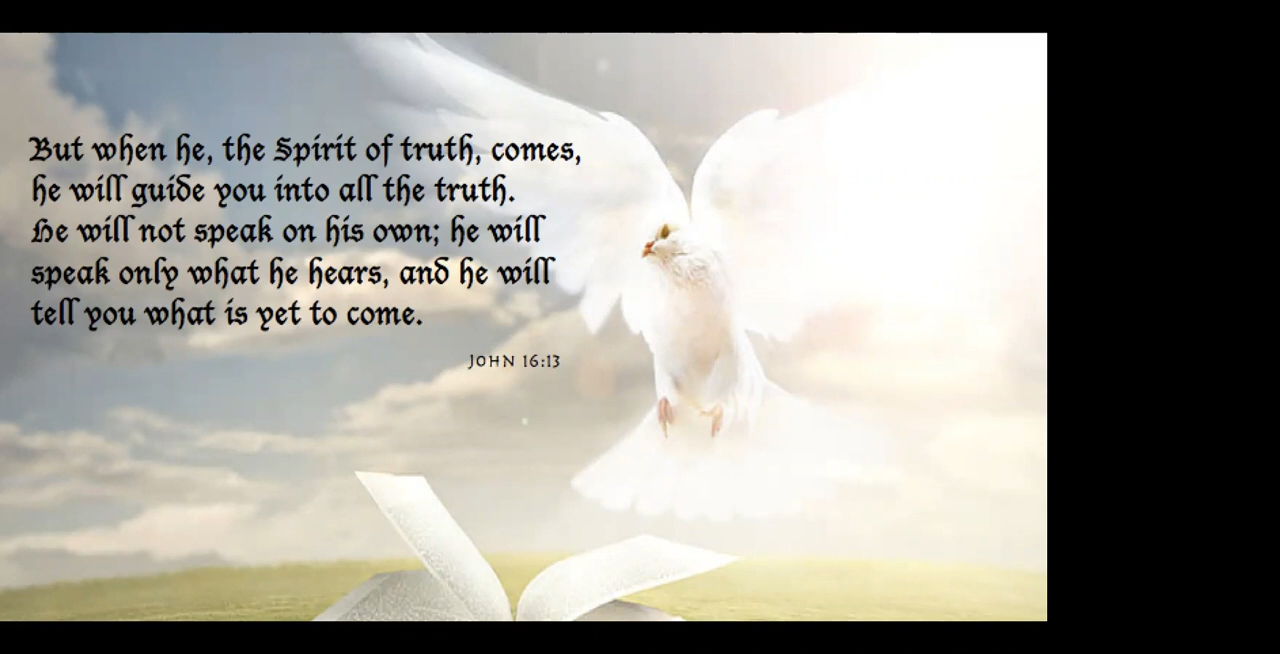 But when he, the Spirit of truth, comes,
he will guide you into all the truth.
He will not speak on his own; he will
speak only what he hears, and he will
tell you what is yet to come.
JOHN 16:13